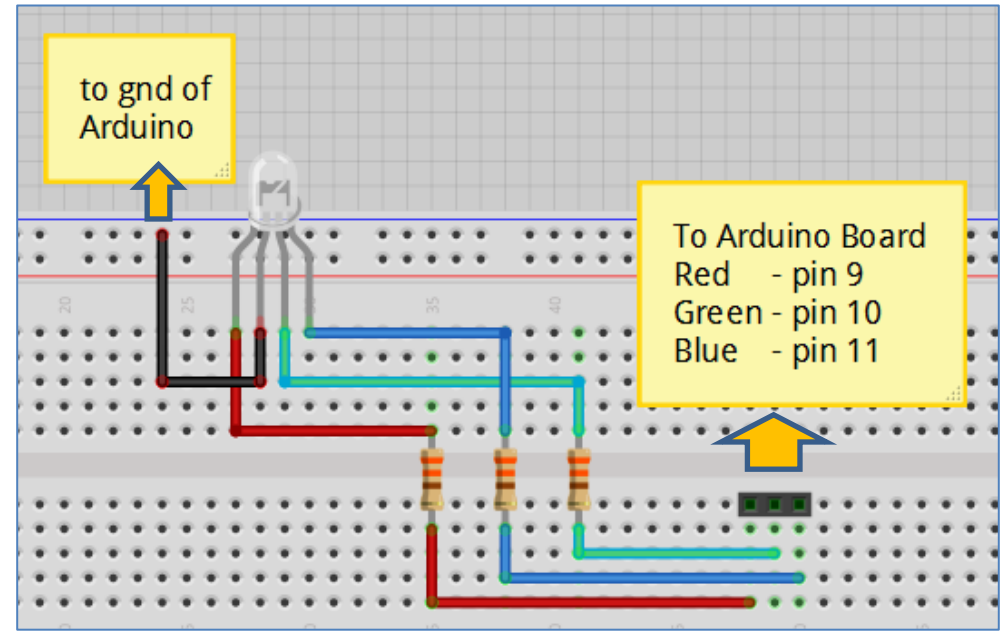 to gnd of
Arduino
To Arduino Board
Red - pin 9
Green - pin 10
Blue - pin 11
20
25
35
40